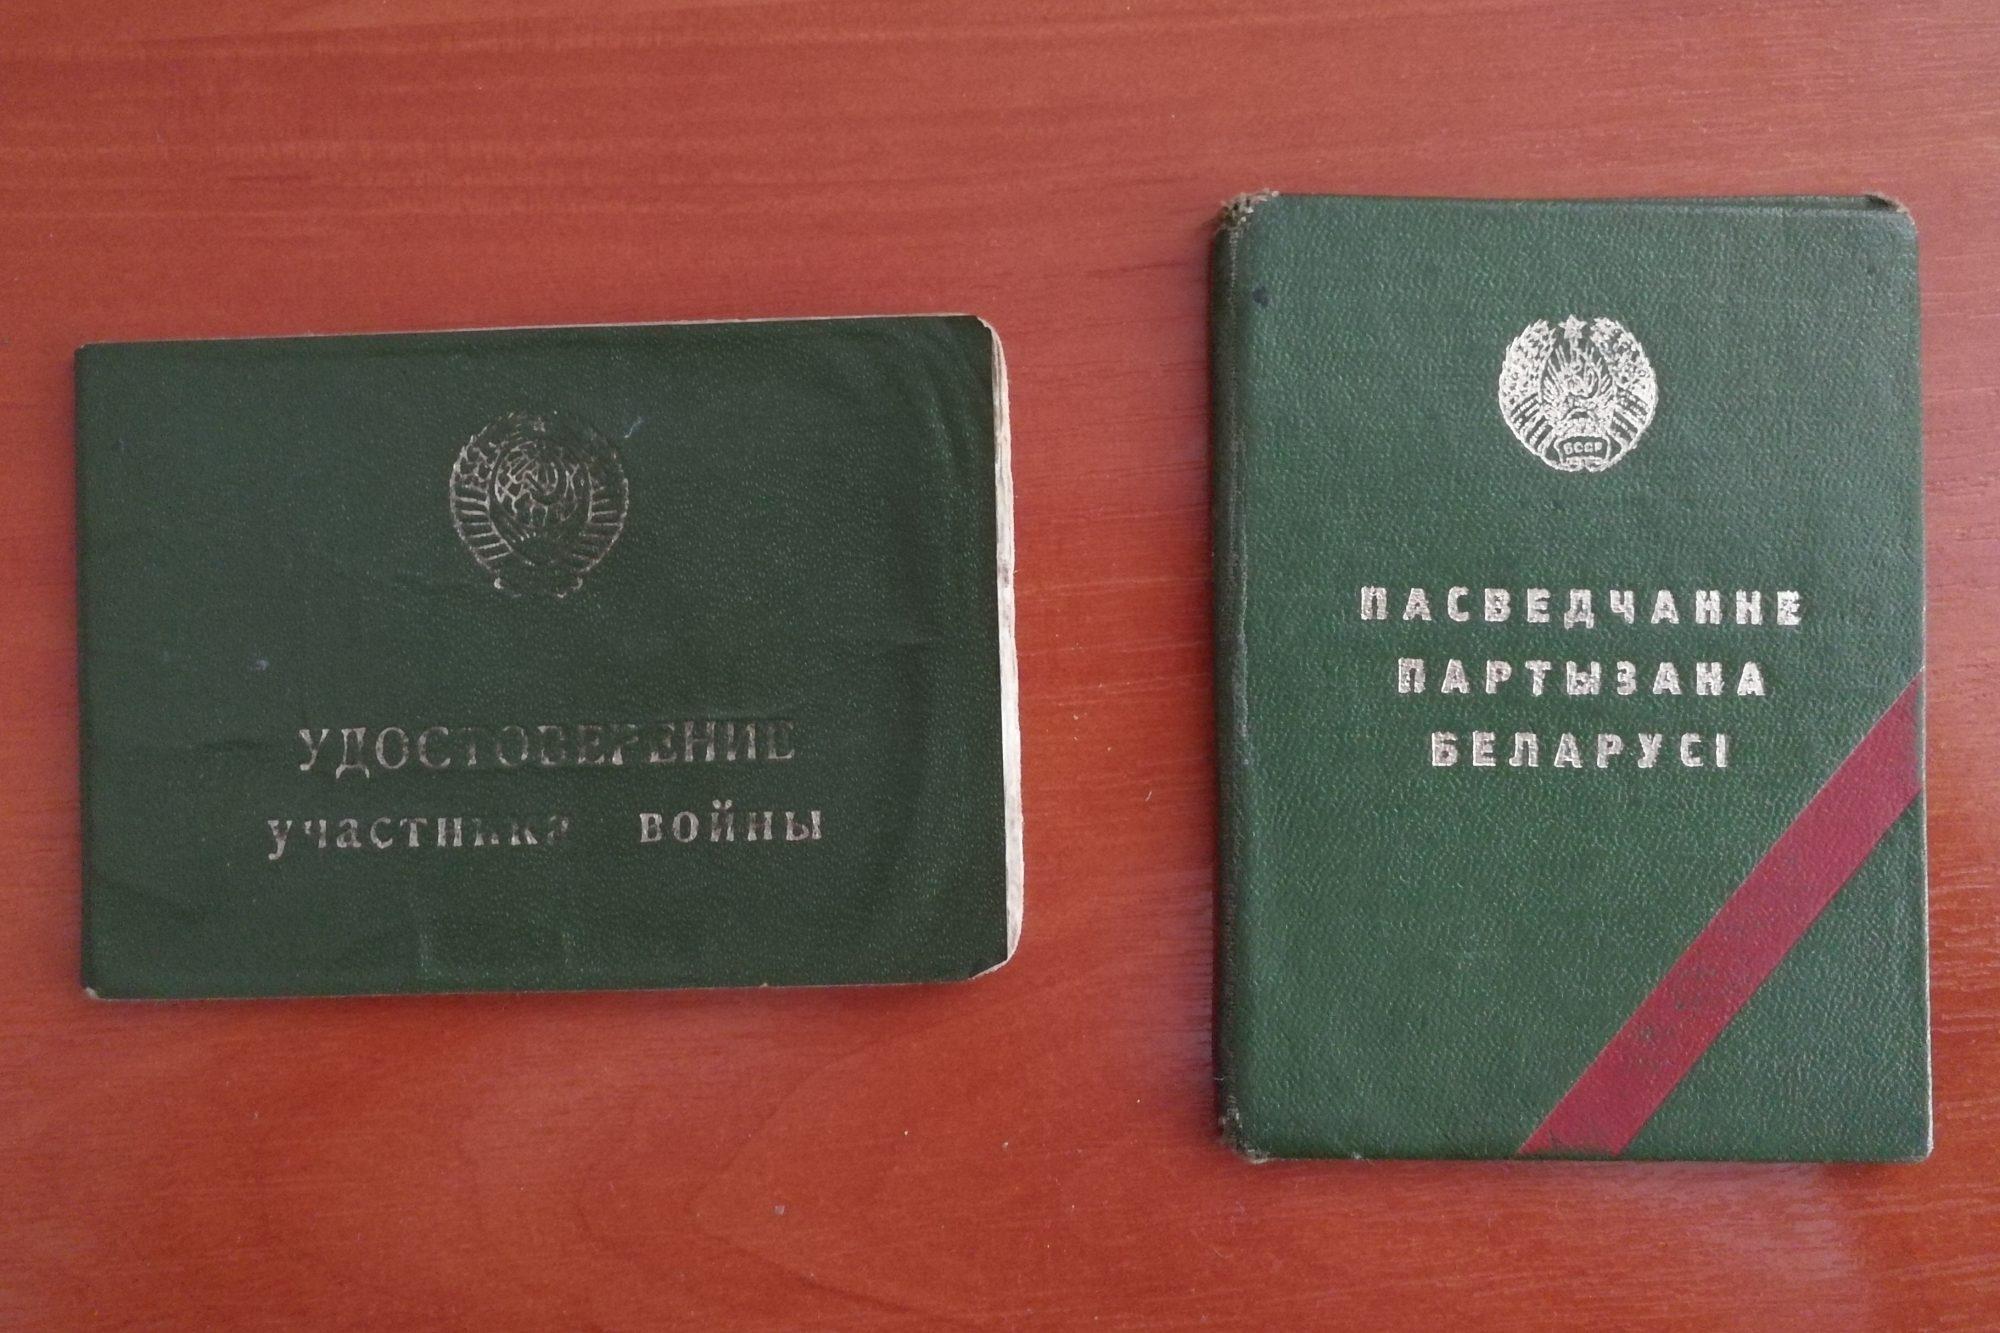 УДОСТОВЕРЕНИЕ
участника войны
БССР
ПАСВЕДЧАННЕ
ПАРТЫЗАНА
БЕЛАРУСІ